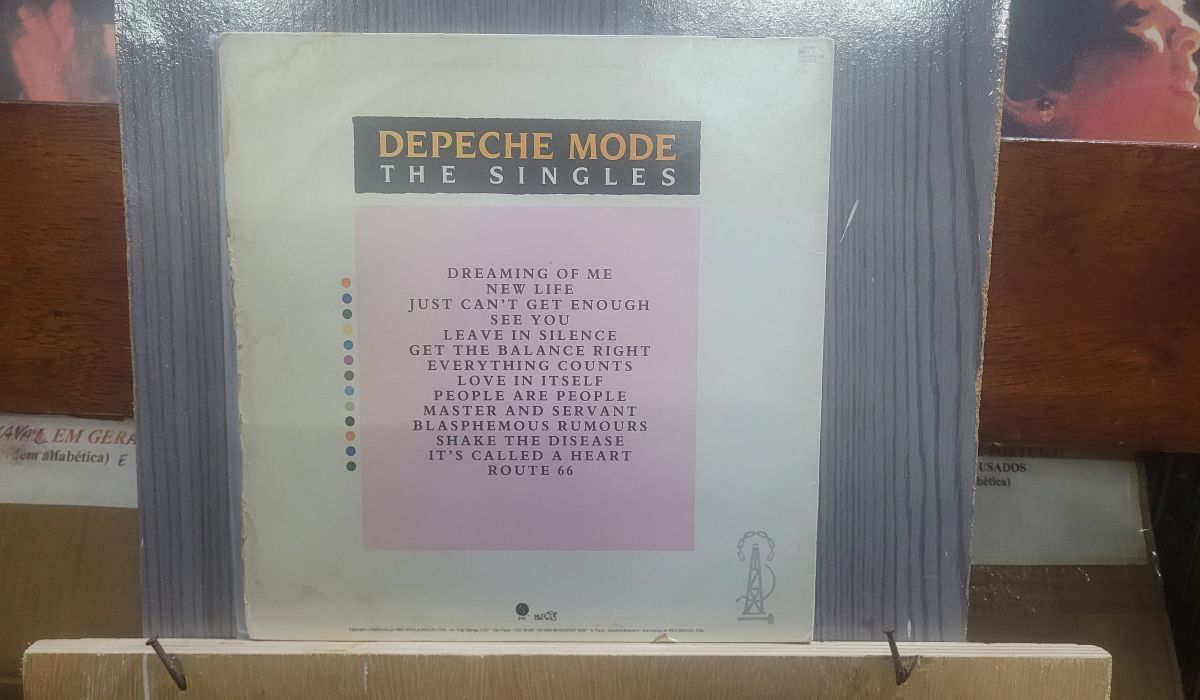 DEPECHE MODE
THE SINGLES
DREAMING OF ME
NEW LIFE
JUST CAN'T GET ENOUGH
SEE YOU
LEAVE IN SILENCE
GET THE BALANCE RIGHT
EVERYTHING COUNTS
LOVE IN ITSELF
PEOPLE ARE PEOPLE
MASTER AND SERVANT
BLASPHEMOUS RUMOURS
SHAKE THE DISEASE
IT'S CALLED A HEART
ROUTE 66
EM GERA
alfabética) E
USADOS